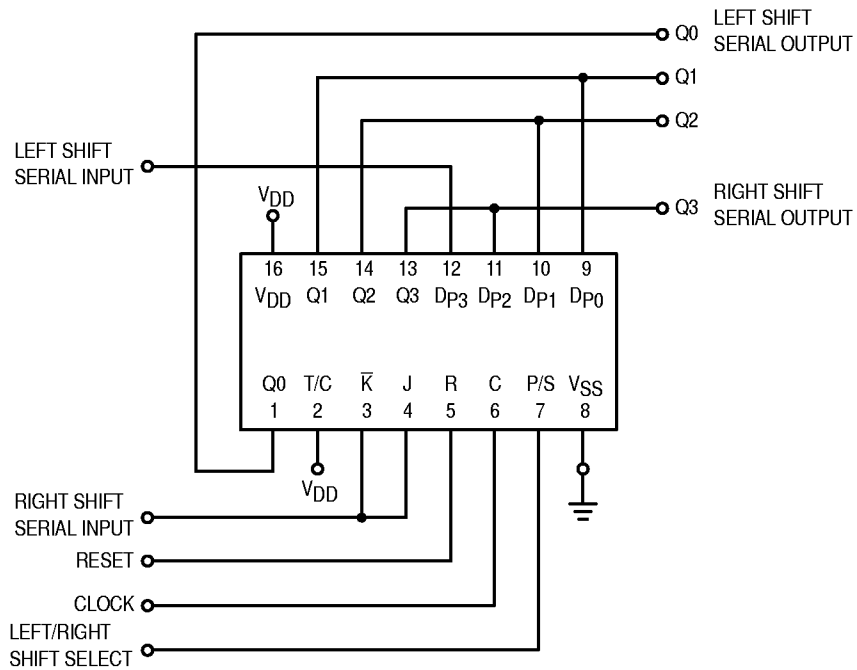 LEFT SHIFT
SERIAL OUTPUT
Q0
Q1
Q2
LEFT SHIFT
SERIAL INPUT
VDD
RIGHT SHIFT
SERIAL OUTPUT
Q3
16 15 14 13 12 11 10 9
VDD Q1 Q2 Q3 DP3 DP2 DP1 DP0
Q0 T/C K̅ J R C P/S VSS
1 2 3 4 5 6 7 8
VDD
RIGHT SHIFT
SERIAL INPUT
RESET
CLOCK
LEFT/RIGHT
SHIFT SELECT